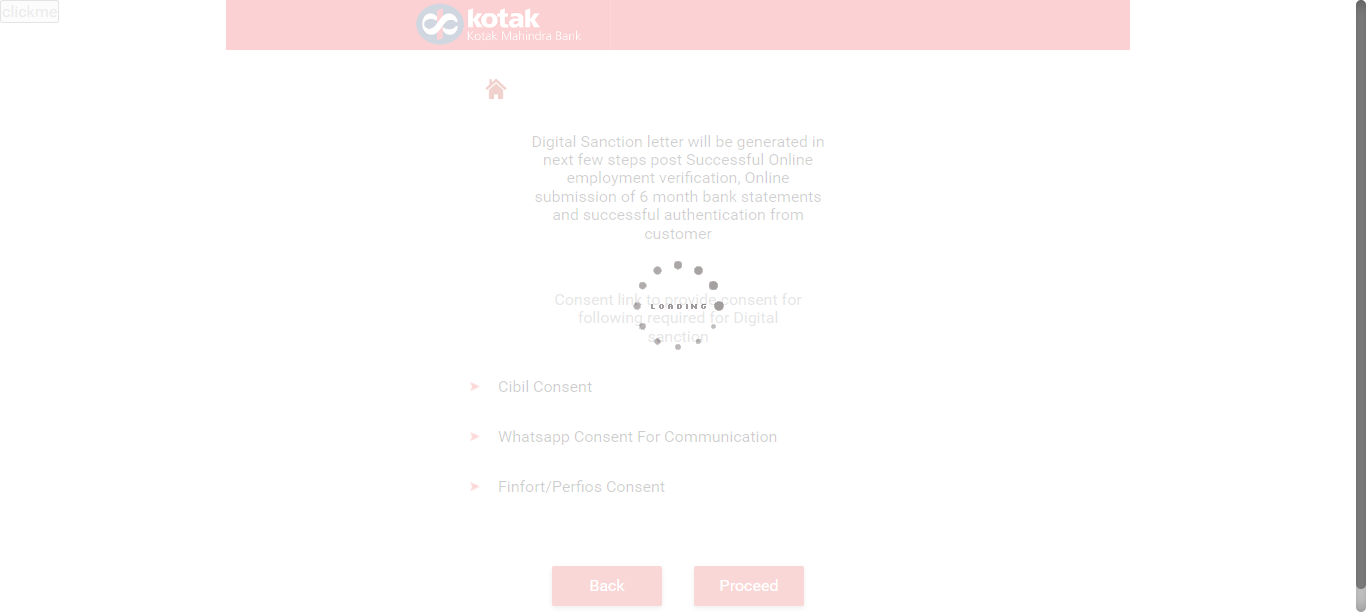 clickme
kotak
Kotak Mahindra Bank
Digital Sanction letter will be generated in
next few steps post Successful Online
employment verification, Online
submission of 6 month bank statements
and successful authentication from
customer
Consent link to provide consent for
LOADING
following required for Digital
sanction
Cibil Consent
Whatsapp Consent For Communication
Finfort/Perfios Consent
Back
Proceed